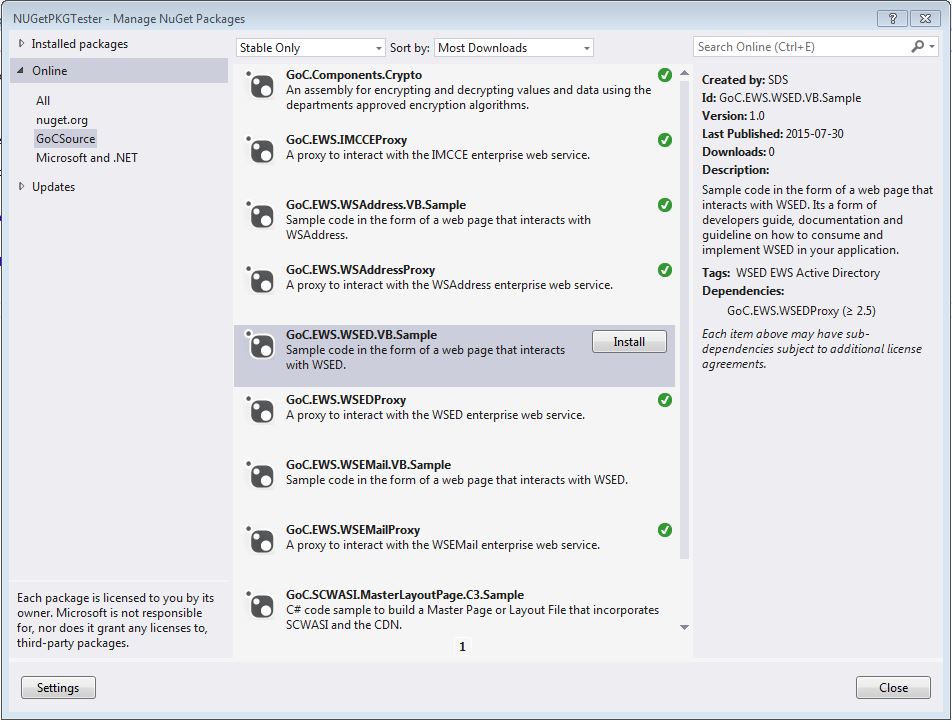 NUGetPKGTester - Manage NuGet Packages
Installed packages
Online
All
nuget.org
GoCSource
Microsoft and .NET
Updates
Each package is licensed to you by its
owner. Microsoft is not responsible
for, nor does it grant any licenses to,
third-party packages.
Stable Only
Sort by:
Most Downloads
GoC.Components.Crypto
An assembly for encrypting and decrypting values and data using the
departments approved encryption algorithms.
GoC.EWS.IMCCEProxy
A proxy to interact with the IMCCE enterprise web service.
GoC.EWS.WSAddress.VB.Sample
Sample code in the form of a web page that interacts with
WSAddress.
GoC.EWS.WSAddressProxy
A proxy to interact with the WSAddress enterprise web service.
GoC.EWS.WSED.VB.Sample
Sample code in the form of a web page that interacts
with WSED.
Install
GoC.EWS.WSEDProxy
A proxy to interact with the WSED enterprise web service.
GoC.EWS.WSEMail.VB.Sample
Sample code in the form of a web page that interacts with WSED.
GoC.EWS.WSEMailProxy
A proxy to interact with the WSEMail enterprise web service.
GoC.SCWASI.MasterLayoutPage.C3.Sample
C# code sample to build a Master Page or Layout File that incorporates
SCWASI and the CDN.
1
Search Online (Ctrl+E)
Created by: SDS
Id: GoC.EWS.WSED.VB.Sample
Version: 1.0
Last Published: 2015-07-30
Downloads: 0
Description:
Sample code in the form of a web page that
interacts with WSED. Its a form of
developers guide, documentation and
guideline on how to consume and
implement WSED in your application.
Tags: WSED EWS Active Directory
Dependencies:
GoC.EWS.WSEDProxy (≥ 2.5)
Each item above may have sub-
dependencies subject to additional license
agreements.
Settings
Close